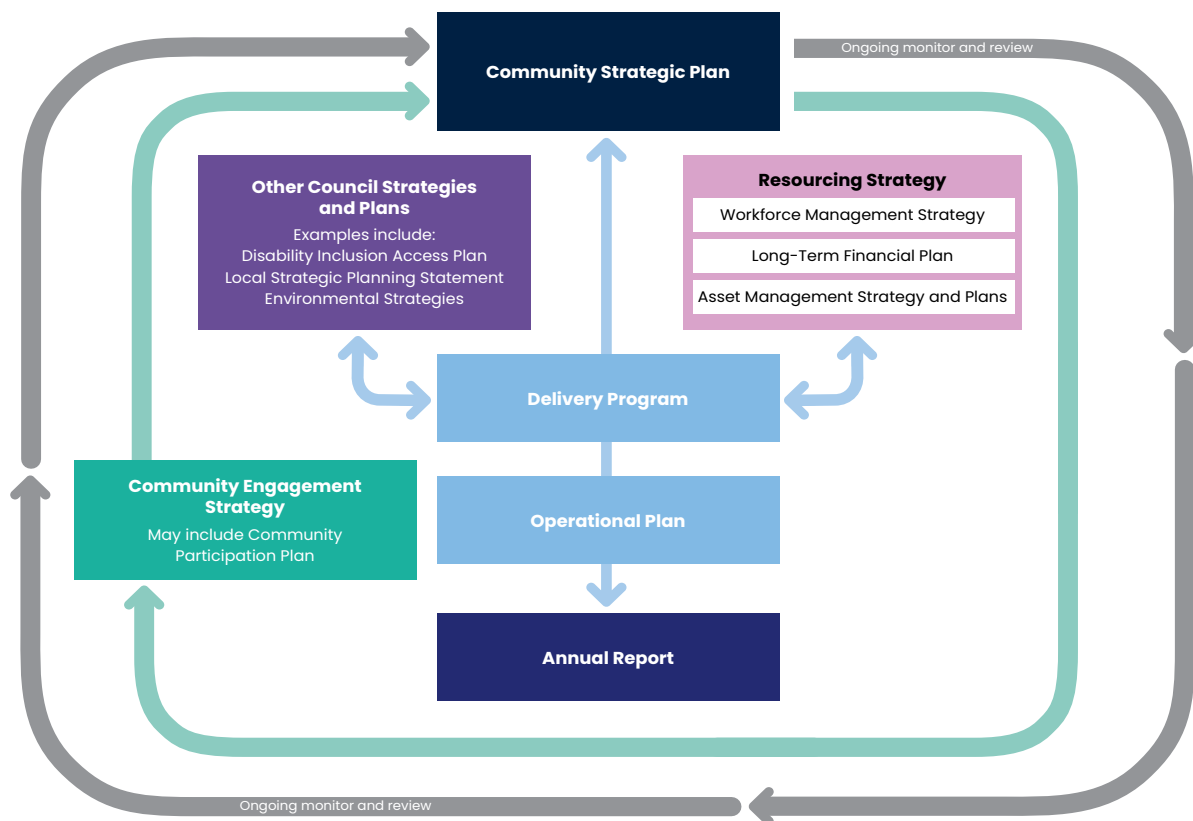 Community Strategic Plan
Ongoing monitor and review
Other Council Strategies
and Plans
Examples include:
Disability Inclusion Access Plan
Local Strategic Planning Statement
Environmental Strategies
Resourcing Strategy
Workforce Management Strategy
Long-Term Financial Plan
Asset Management Strategy and Plans
Delivery Program
Community Engagement
Strategy
May include Community
Participation Plan
Operational Plan
Annual Report
Ongoing monitor and review